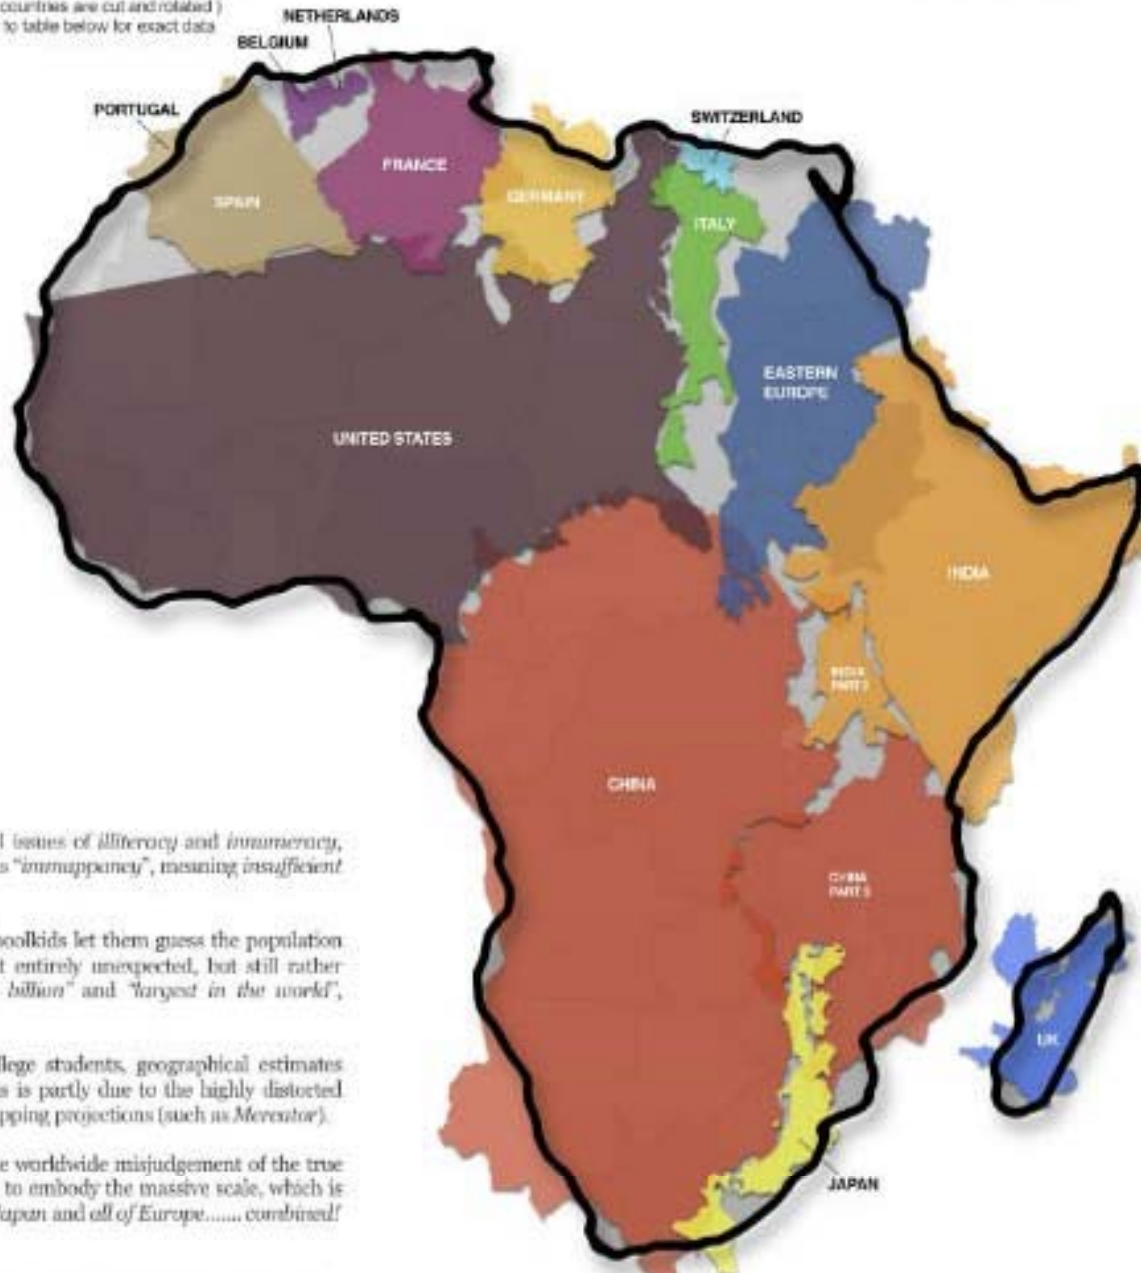 countries are cut and rotated )
to table below for exact data
NETHERLANDS
BELGIUM
PORTUGAL
SWITZERLAND
FRANCE
GERMANY
SPAIN
ITALY
EASTERN
EUROPE
UNITED STATES
INDIA
INDIA
PART 2
CHINA
CHINA
PART 2
UK
JAPAN
issues of illiteracy and innumeracy,
"immappancy", meaning insufficient
let them guess the population
entirely unexpected, but still rather
billion" and "largest in the world",
students, geographical estimates
is partly due to the highly distorted
projections (such as Mercator).
worldwide misjudgement of the true
to embody the massive scale, which is
Japan and all of Europe....... combined!